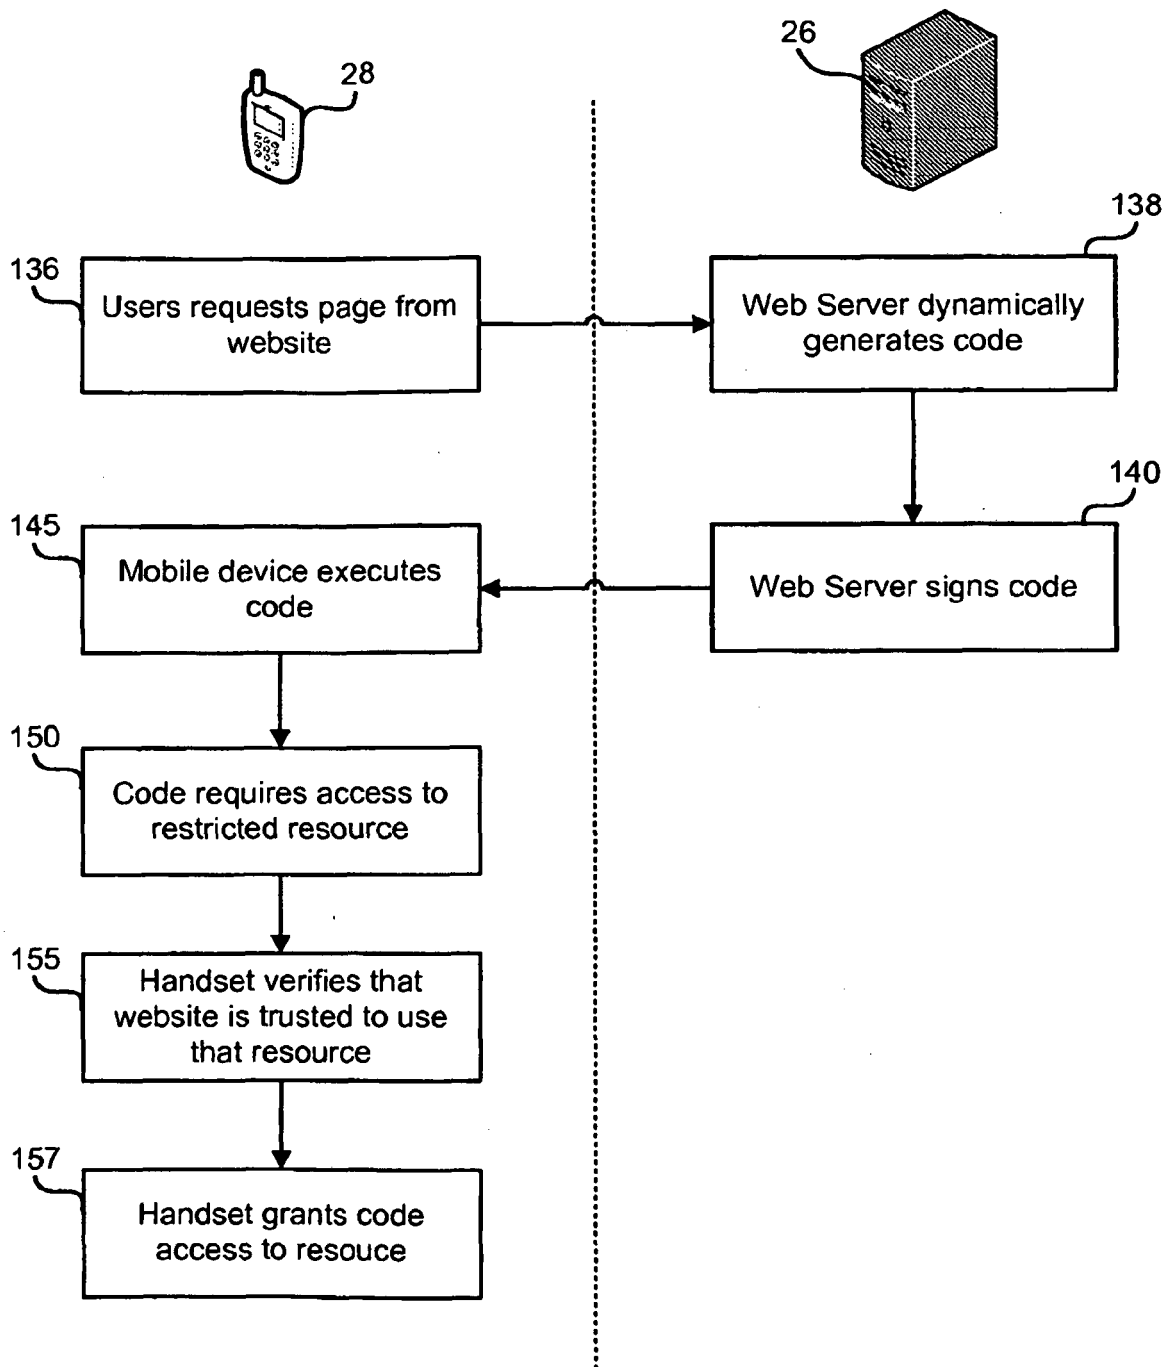 28
26
136
Users requests page from
website
138
Web Server dynamically
generates code
140
Web Server signs code
145
Mobile device executes
code
150
Code requires access to
restricted resource
155
Handset verifies that
website is trusted to use
that resource
157
Handset grants code
access to resouce